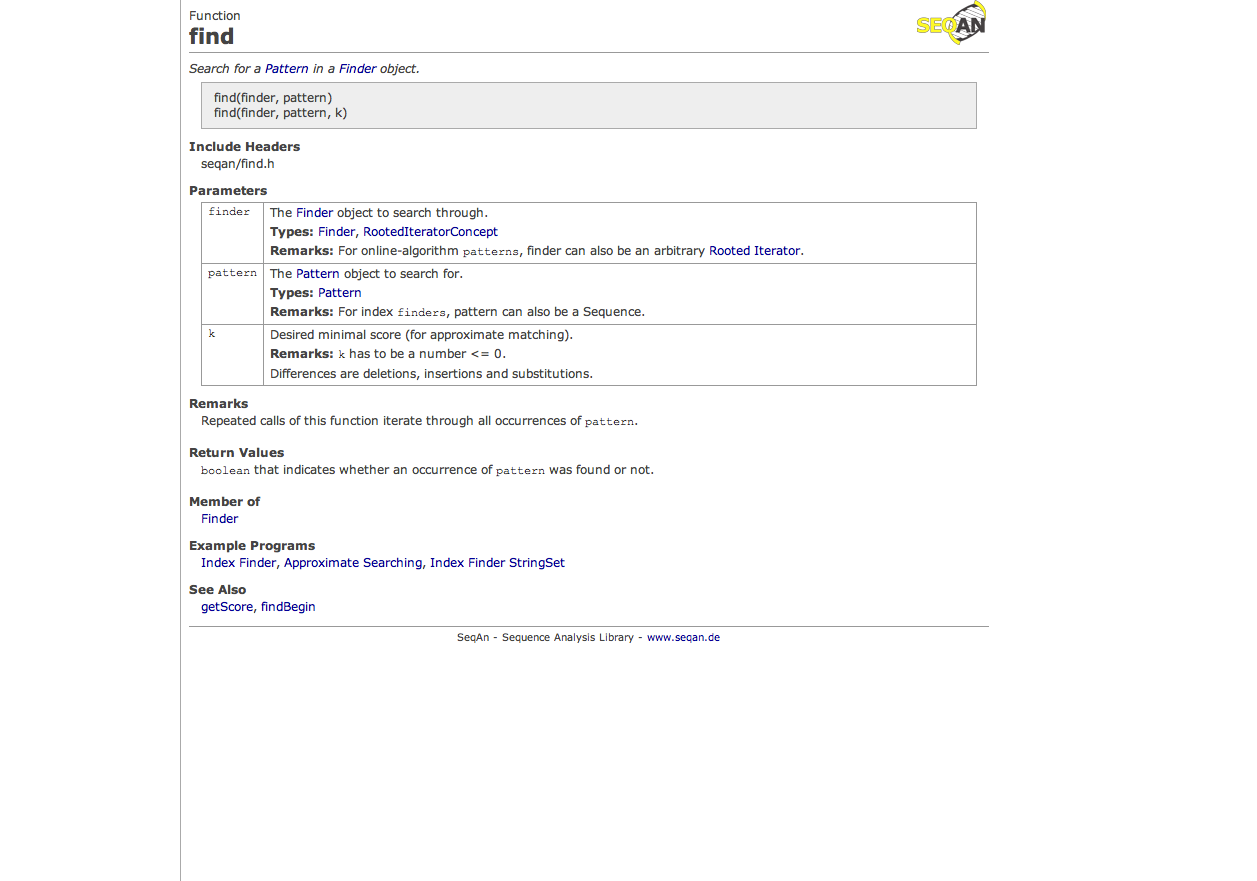 Function
find
SEQAN
Search for a Pattern in a Finder object.
find(finder, pattern)
find(finder, pattern, k)
Include Headers
seqan/find.h
Parameters
finder
The Finder object to search through.
Types: Finder, RootedIteratorConcept
Remarks: For online-algorithm patterns, finder can also be an arbitrary Rooted Iterator.
pattern
The Pattern object to search for.
Types: Pattern
Remarks: For index finders, pattern can also be a Sequence.
k
Desired minimal score (for approximate matching).
Remarks: k has to be a number <= 0.
Differences are deletions, insertions and substitutions.
Remarks
Repeated calls of this function iterate through all occurrences of pattern.
Return Values
boolean that indicates whether an occurrence of pattern was found or not.
Member of
Finder
Example Programs
Index Finder, Approximate Searching, Index Finder StringSet
See Also
getScore, findBegin
SeqAn - Sequence Analysis Library - www.seqan.de